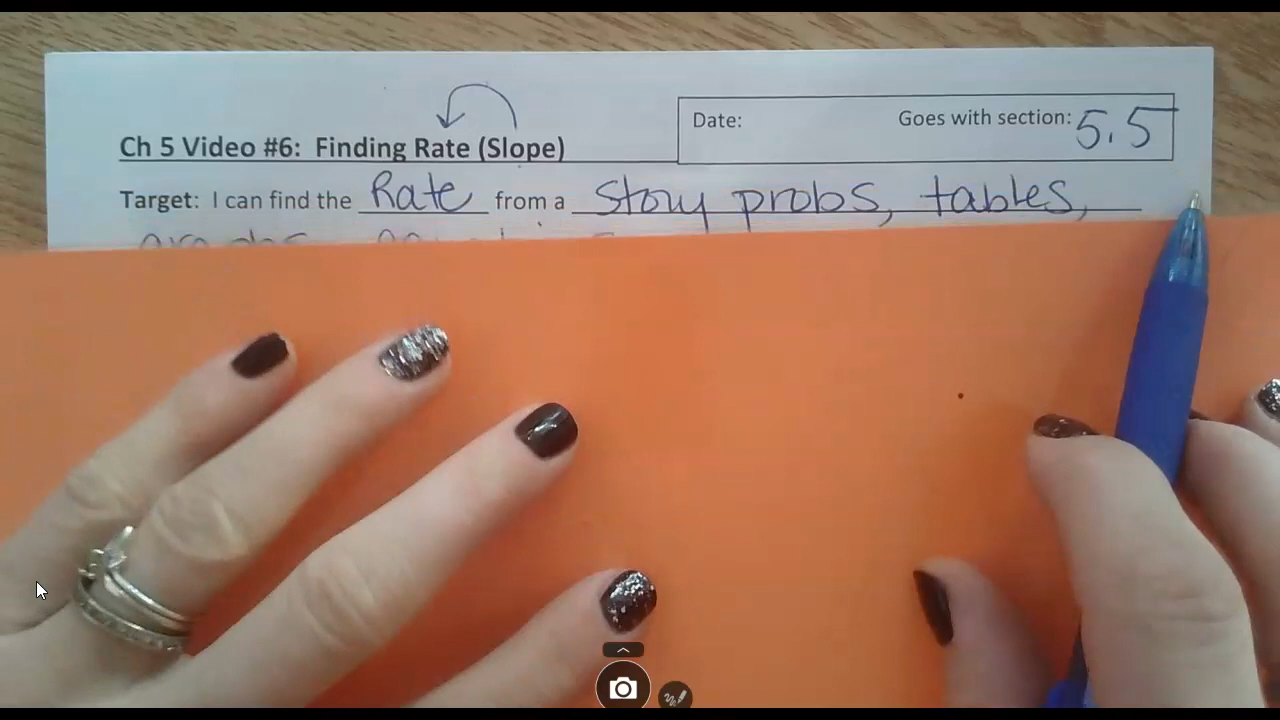 Date:
Goes with section: 5.5
Ch 5 Video #6: Finding Rate (Slope)
Target: I can find the Rate from a story probs, tables,